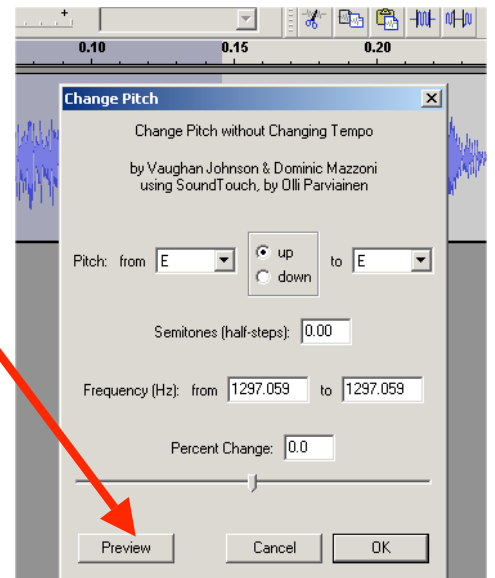 0.10 0.15 0.20
Change Pitch
Change Pitch without Changing Tempo
by Vaughan Johnson & Dominic Mazzoni
using SoundTouch, by Olli Parviainen
Pitch: from E up down to E
Semitones (half-steps): 0.00
Frequency (Hz): from 1297.059 to 1297.059
Percent Change: 0.0
Preview Cancel OK